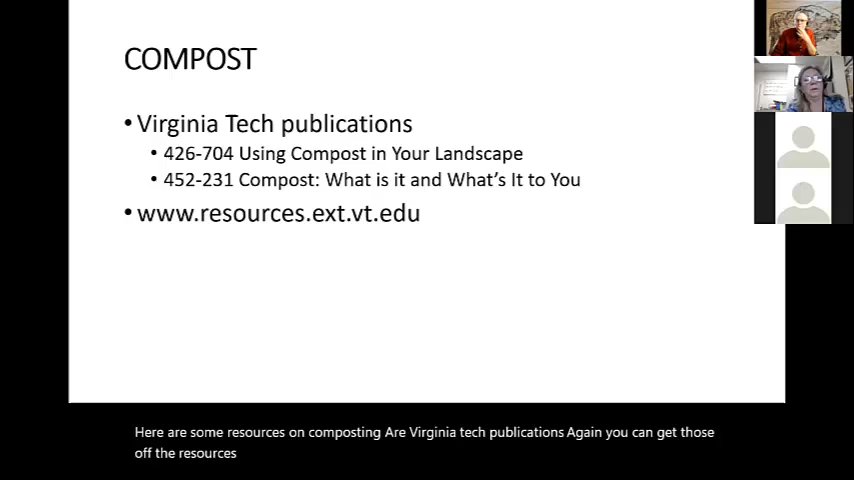 COMPOST
• Virginia Tech publications
• 426-704 Using Compost in Your Landscape
• 452-231 Compost: What is it and What's It to You
• www.resources.ext.vt.edu
Here are some resources on composting Are Virginia tech publications Again you can get those
off the resources